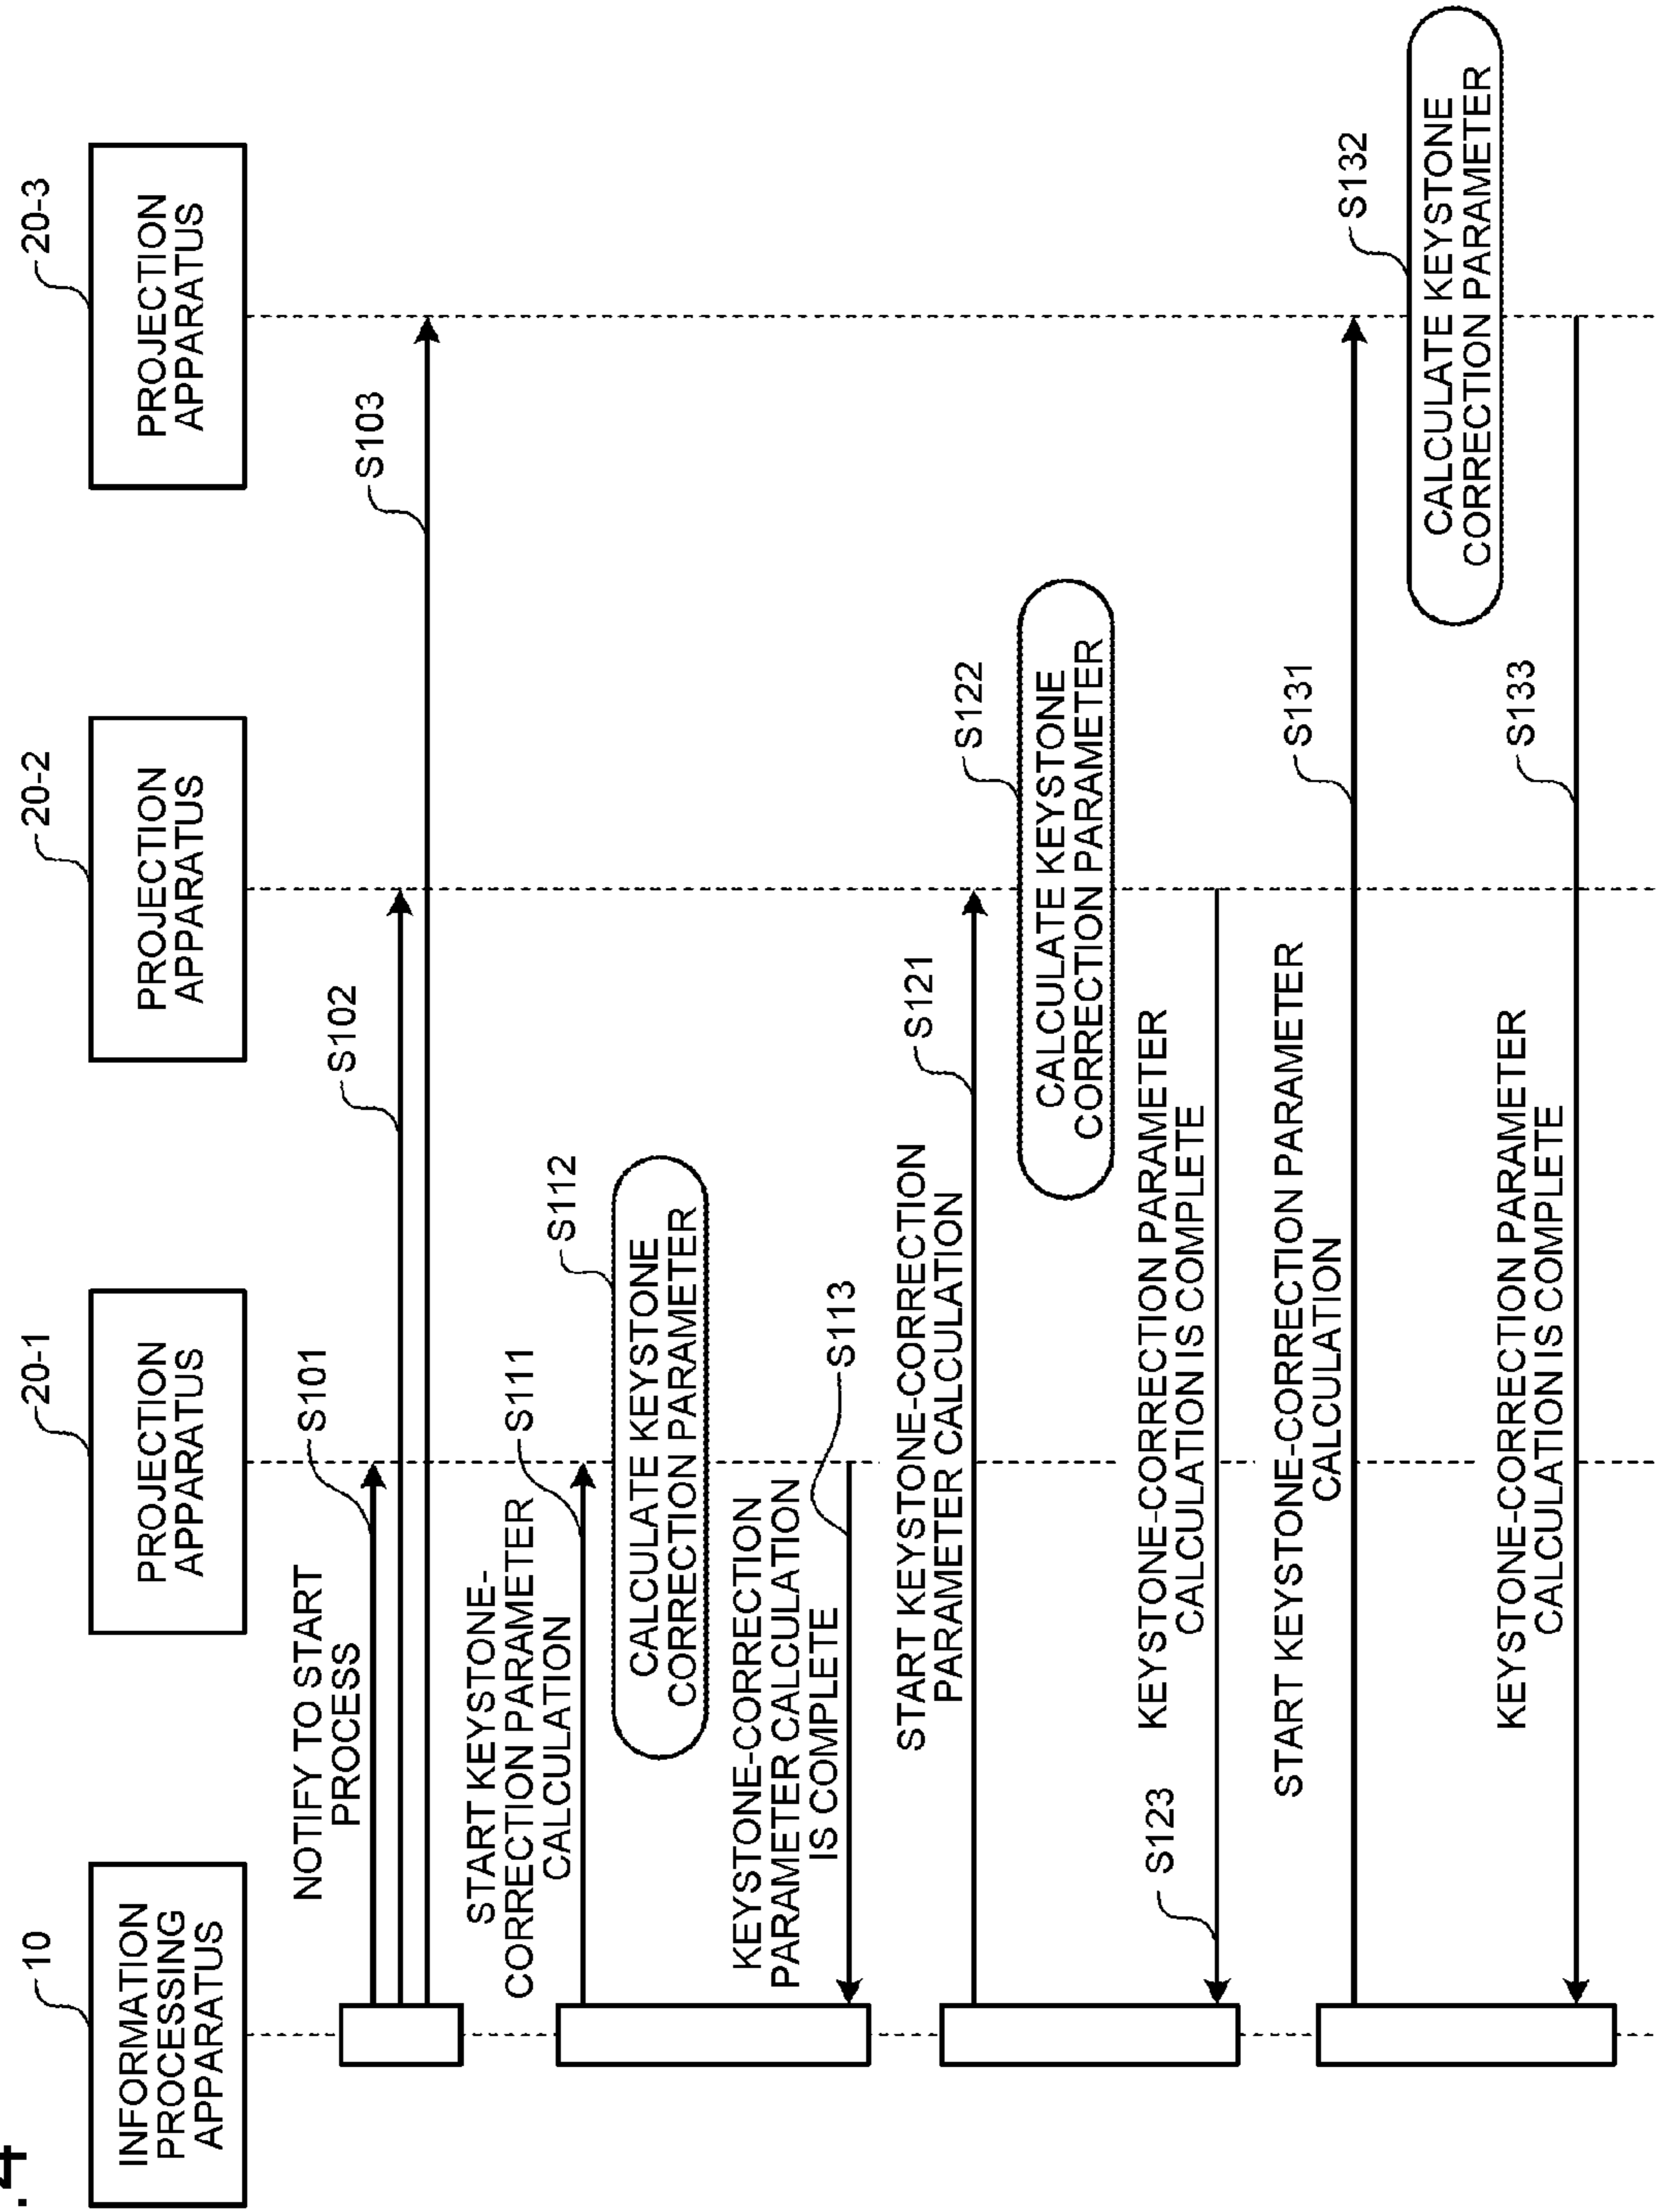 .4
10
INFORMATION
PROCESSING
APPARATUS
20-1
PROJECTION
APPARATUS
20-2
PROJECTION
APPARATUS
20-3
PROJECTION
APPARATUS
NOTIFY TO START
PROCESS
S101
S102
S103
START KEYSTONE-
CORRECTION PARAMETER
CALCULATION
S111
S112
CALCULATE KEYSTONE
CORRECTION PARAMETER
KEYSTONE-CORRECTION
PARAMETER CALCULATION
IS COMPLETE
S113
START KEYSTONE-CORRECTION
PARAMETER CALCULATION
S121
S122
CALCULATE KEYSTONE
CORRECTION PARAMETER
S123
KEYSTONE-CORRECTION PARAMETER
CALCULATION IS COMPLETE
START KEYSTONE-CORRECTION PARAMETER
CALCULATION
S131
S132
CALCULATE KEYSTONE
CORRECTION PARAMETER
KEYSTONE-CORRECTION PARAMETER
CALCULATION IS COMPLETE
S133